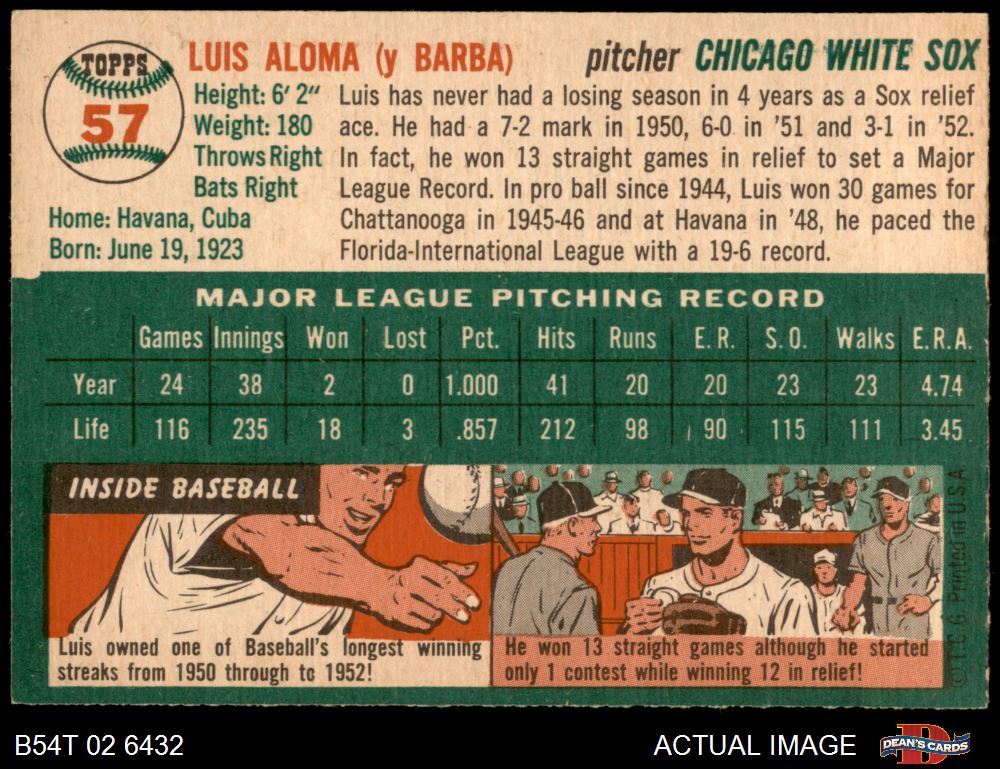 TOPPS
57
LUIS ALOMA (y BARBA)
pitcher CHICAGO WHITE SOX
Height: 6' 2"
Weight: 180
Throws Right
Bats Right
Home: Havana, Cuba
Born: June 19, 1923
Luis has never had a losing season in 4 years as a Sox relief
ace. He had a 7-2 mark in 1950, 6-0 in '51 and 3-1 in '52.
In fact, he won 13 straight games in relief to set a Major
League Record. In pro ball since 1944, Luis won 30 games for
Chattanooga in 1945-46 and at Havana in '48, he paced the
Florida-International League with a 19-6 record.
MAJOR LEAGUE PITCHING RECORD
Games Innings Won Lost Pct. Hits Runs E.R. S.O. Walks E.R.A.
Year 24 38 2 0 1.000 41 20 20 23 23 4.74
Life 116 235 18 3 .857 212 98 90 115 111 3.45
INSIDE BASEBALL
Luis owned one of Baseball's longest winning
streaks from 1950 through to 1952!
He won 13 straight games although he started
only 1 contest while winning 12 in relief!
© T.C.G. Printed in U.S.A.
B54T 02 6432
ACTUAL IMAGE
DEAN'S CARDS